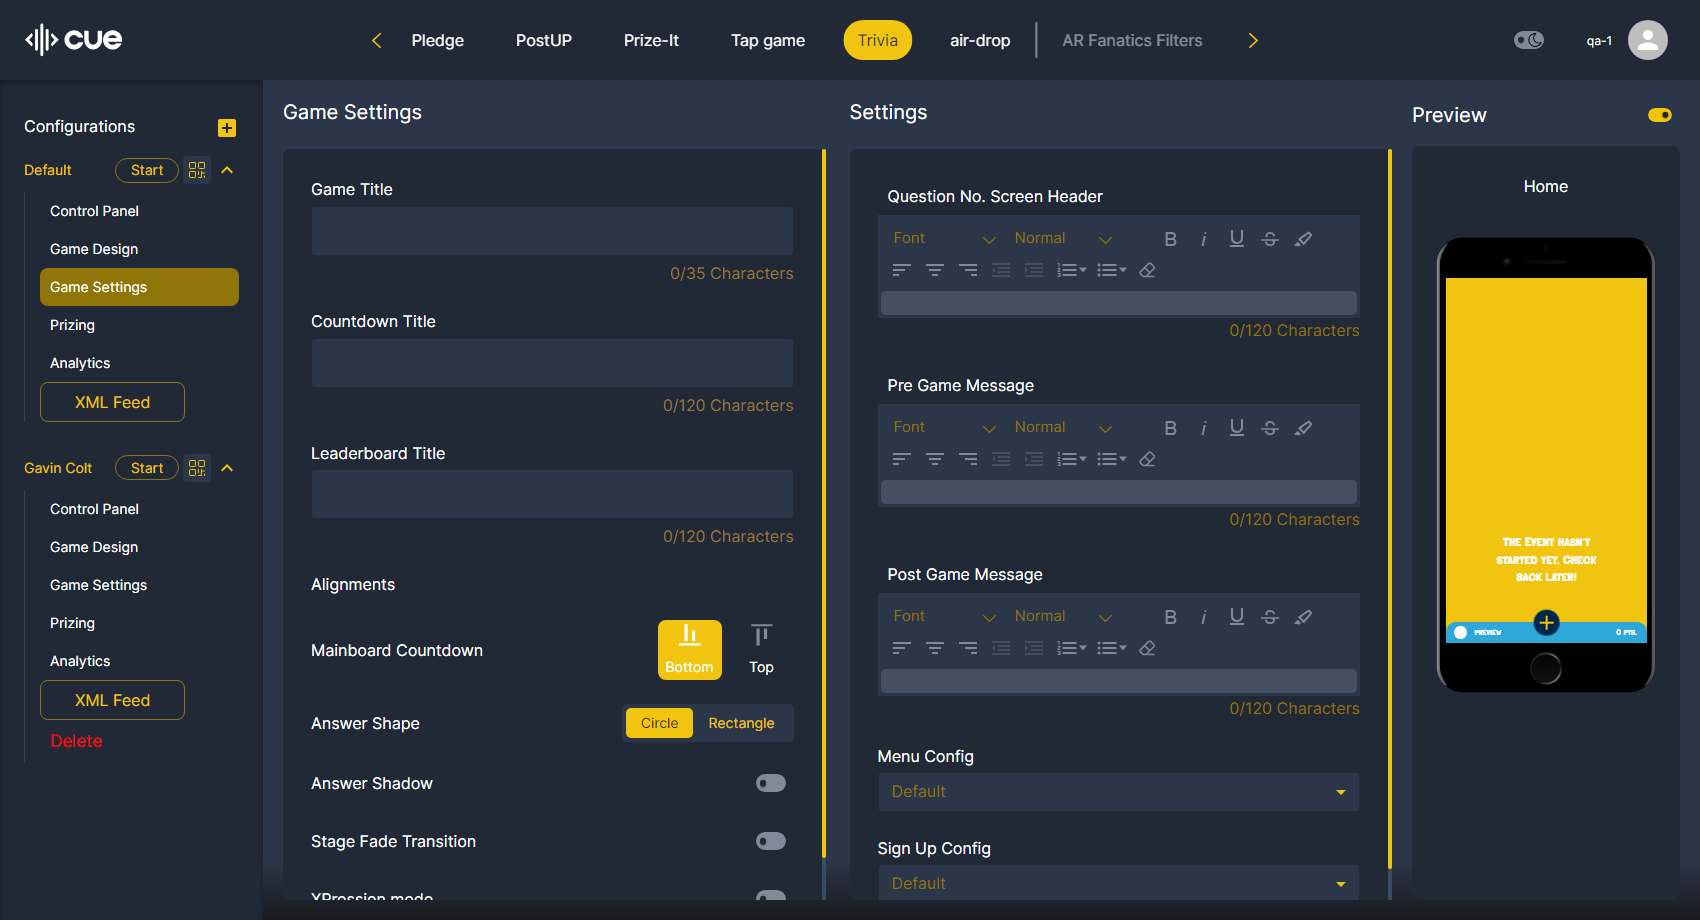 cue
Pledge
PostUP
Prize-It
Tap game
Trivia
air-drop
AR Fanatics Filters
qa-1
Configurations
Default
Start
Control Panel
Game Design
Game Settings
Prizing
Analytics
XML Feed
Gavin Colt
Start
Control Panel
Game Design
Game Settings
Prizing
Analytics
XML Feed
Delete
Game Settings
Game Title
0/35 Characters
Countdown Title
0/120 Characters
Leaderboard Title
0/120 Characters
Alignments
Mainboard Countdown
Bottom
Top
Answer Shape
Circle
Rectangle
Answer Shadow
Stage Fade Transition
XPression mode
Settings
Question No. Screen Header
Font
Normal
B i U S
0/120 Characters
Pre Game Message
Font
Normal
B i U S
0/120 Characters
Post Game Message
Font
Normal
B i U S
0/120 Characters
Menu Config
Default
Sign Up Config
Default
Preview
Home
The Event hasn't
started yet. Check
back later!
PREVIEW
0 PTS.